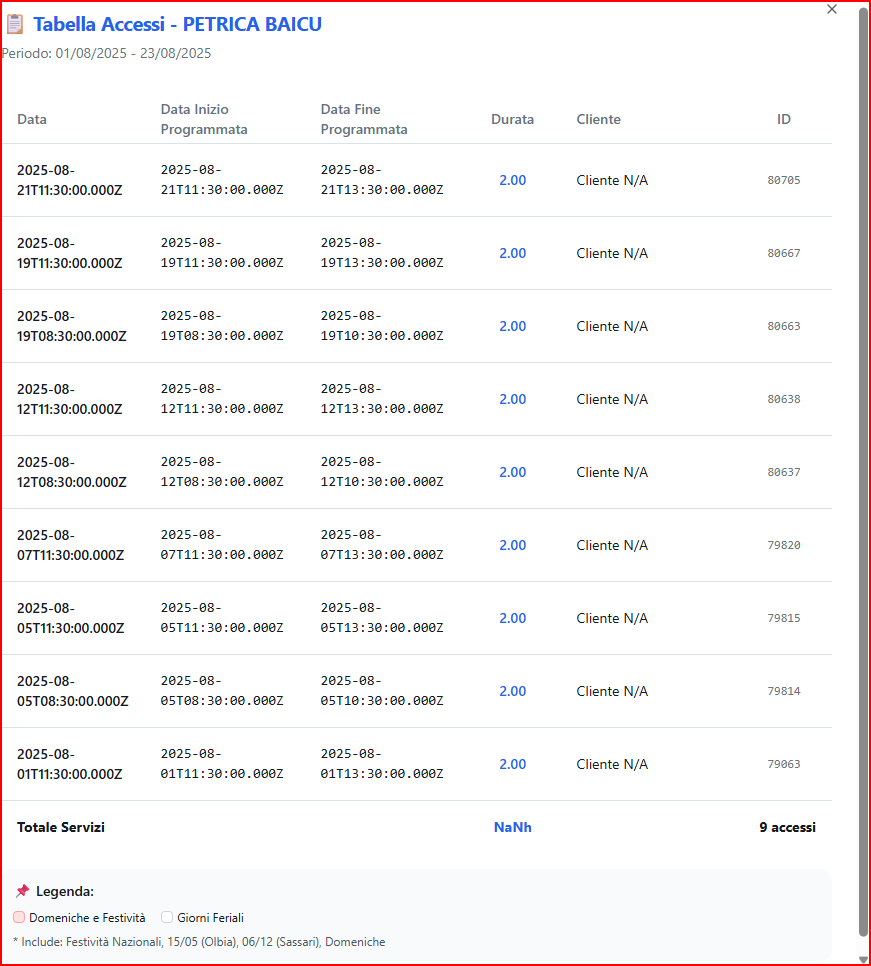 Tabella Accessi - PETRICA BAICU
Periodo: 01/08/2025 - 23/08/2025
Data
Data Inizio
Programmata
Data Fine
Programmata
Durata
Cliente
ID
2025-08-
21T11:30:00.000Z
2025-08-
21T11:30:00.000Z
2025-08-
21T13:30:00.000Z
2.00
Cliente N/A
80705
2025-08-
19T11:30:00.000Z
2025-08-
19T11:30:00.000Z
2025-08-
19T13:30:00.000Z
2.00
Cliente N/A
80667
2025-08-
19T08:30:00.000Z
2025-08-
19T08:30:00.000Z
2025-08-
19T10:30:00.000Z
2.00
Cliente N/A
80663
2025-08-
12T11:30:00.000Z
2025-08-
12T11:30:00.000Z
2025-08-
12T13:30:00.000Z
2.00
Cliente N/A
80638
2025-08-
12T08:30:00.000Z
2025-08-
12T08:30:00.000Z
2025-08-
12T10:30:00.000Z
2.00
Cliente N/A
80637
2025-08-
07T11:30:00.000Z
2025-08-
07T11:30:00.000Z
2025-08-
07T13:30:00.000Z
2.00
Cliente N/A
79820
2025-08-
05T11:30:00.000Z
2025-08-
05T11:30:00.000Z
2025-08-
05T13:30:00.000Z
2.00
Cliente N/A
79815
2025-08-
05T08:30:00.000Z
2025-08-
05T08:30:00.000Z
2025-08-
05T10:30:00.000Z
2.00
Cliente N/A
79814
2025-08-
01T11:30:00.000Z
2025-08-
01T11:30:00.000Z
2025-08-
01T13:30:00.000Z
2.00
Cliente N/A
79063
Totale Servizi
NaNh
9 accessi
Legenda:
Domeniche e Festività
Giorni Feriali
* Include: Festività Nazionali, 15/05 (Olbia), 06/12 (Sassari), Domeniche